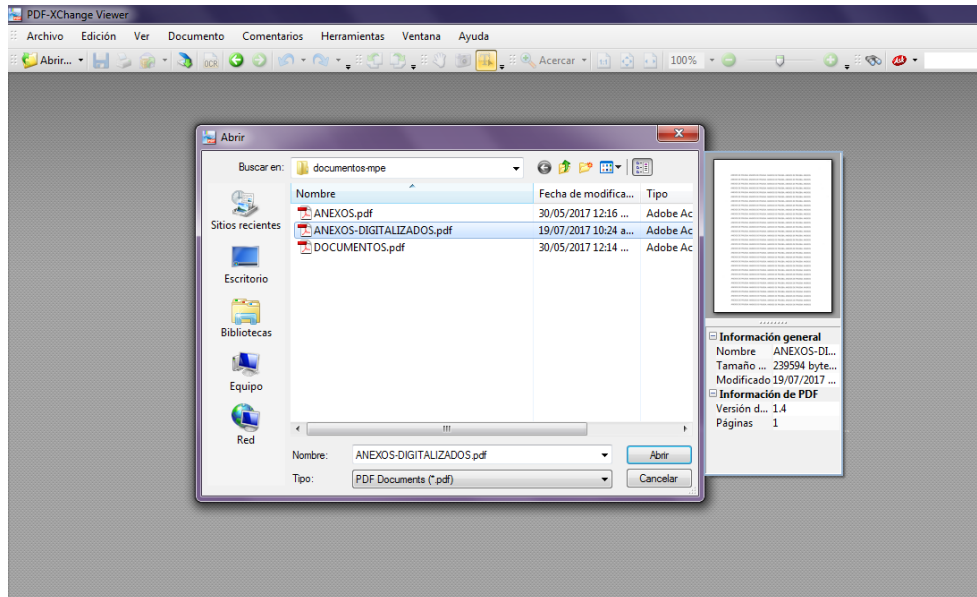 PDF-XChange Viewer
Archivo Edición Ver Documento Comentarios Herramientas Ventana Ayuda
Abrir... OCR Acercar 100%
Abrir
Buscar en: documentos-mpe
Nombre Fecha de modifica... Tipo
Sitios recientes
Escritorio
Bibliotecas
Equipo
Red
ANEXOS.pdf 30/05/2017 12:16 ... Adobe Ac
ANEXOS-DIGITALIZADOS.pdf 19/07/2017 10:24 a... Adobe Ac
DOCUMENTOS.pdf 30/05/2017 12:14 ... Adobe Ac
Nombre: ANEXOS-DIGITALIZADOS.pdf Abrir
Tipo: PDF Documents (*.pdf) Cancelar
Información general
Nombre ANEXOS-DI...
Tamaño ... 239594 byte...
Modificado 19/07/2017 ...
Información de PDF
Versión d... 1.4
Páginas 1